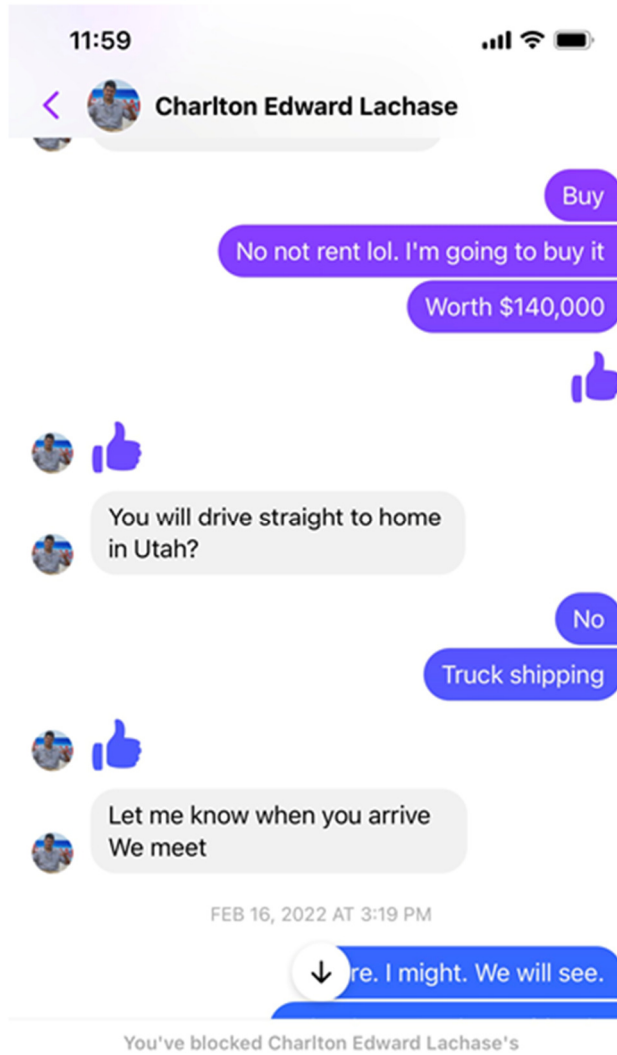 11:59
Charlton Edward Lachase
Buy
No not rent lol. I'm going to buy it
Worth $140,000
You will drive straight to home
in Utah?
No
Truck shipping
Let me know when you arrive
We meet
FEB 16, 2022 AT 3:19 PM
re. I might. We will see.
You've blocked Charlton Edward Lachase's